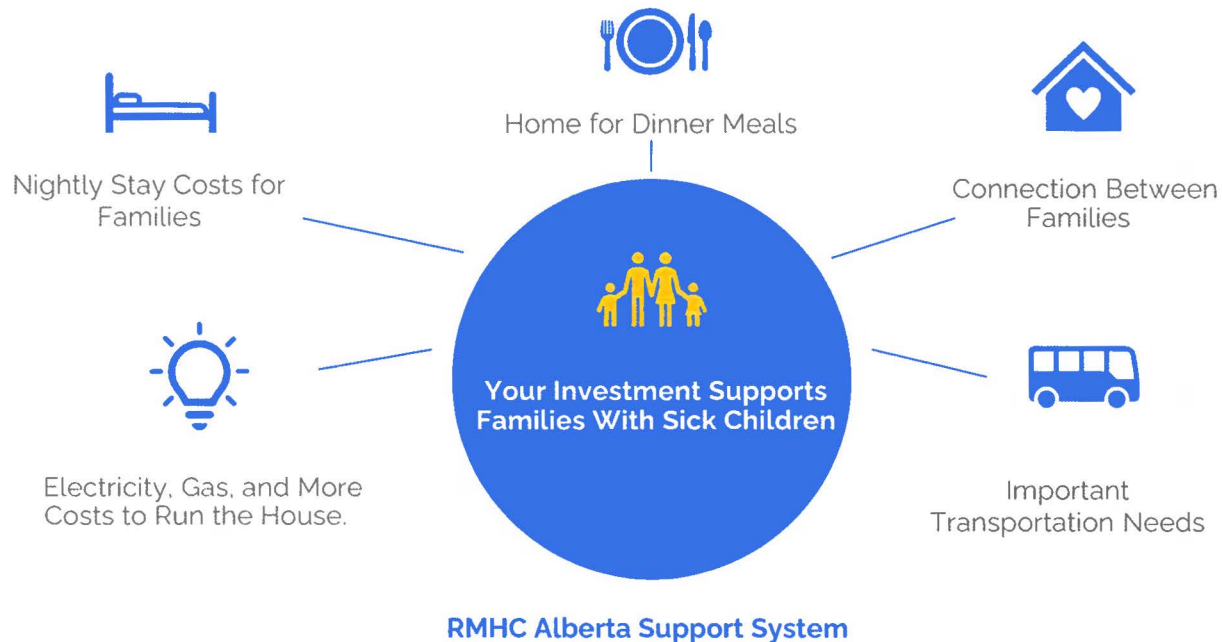 Home for Dinner Meals
Nightly Stay Costs for
Families
Connection Between
Families
Your Investment Supports
Families With Sick Children
Electricity, Gas, and More
Costs to Run the House.
Important
Transportation Needs
RMHC Alberta Support System